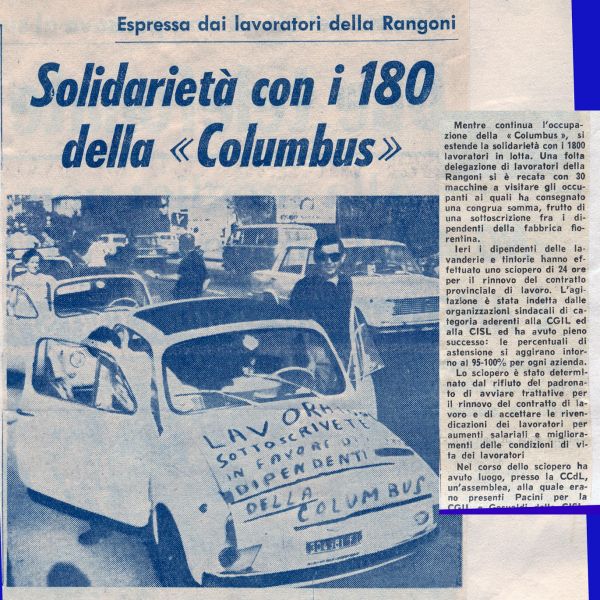 Espressa dai lavoratori della Rangoni
Solidarietà con i 180
della «Columbus»
Mentre continua l'occupa-
zione della « Columbus », si
estende la solidarietà con i 1800
lavoratori in lotta. Una folta
delegazione di lavoratori della
Rangoni si è recata con 30
macchine a visitare gli occu-
panti ai quali ha consegnato
una congrua somma, frutto di
una sottoscrizione fra i di-
pendenti della fabbrica fio-
rentina.
Ieri i dipendenti delle la-
vanderie e tintorie hanno ef-
fettuato uno sciopero di 24 ore
per il rinnovo del contratto
provinciale di lavoro. L'agi-
tazione è stata indetta dalle
organizzazioni sindacali di ca-
tegoria aderenti alla CGIL ed
alla CISL ed ha avuto pieno
successo: le percentuali di
astensione si aggirano intor-
no al 95-100% per ogni azienda.
Lo sciopero è stato determi-
nato dal rifiuto del padronato
di avviare trattative per
il rinnovo del contratto di la-
voro e di accettare le riven-
dicazioni dei lavoratori per
aumenti salariali e migliora-
menti delle condizioni di vi-
ta dei lavoratori
Nel corso dello sciopero ha
avuto luogo, presso la CCdL,
un'assemblea, alla quale era-
no presenti Pacini per la
CGIL e Gesualdi della CISL
LAVORA
SOTTOSCRIVETE
IN FAVORE DI
DIPENDENTI
DELLA
COLUMBUS